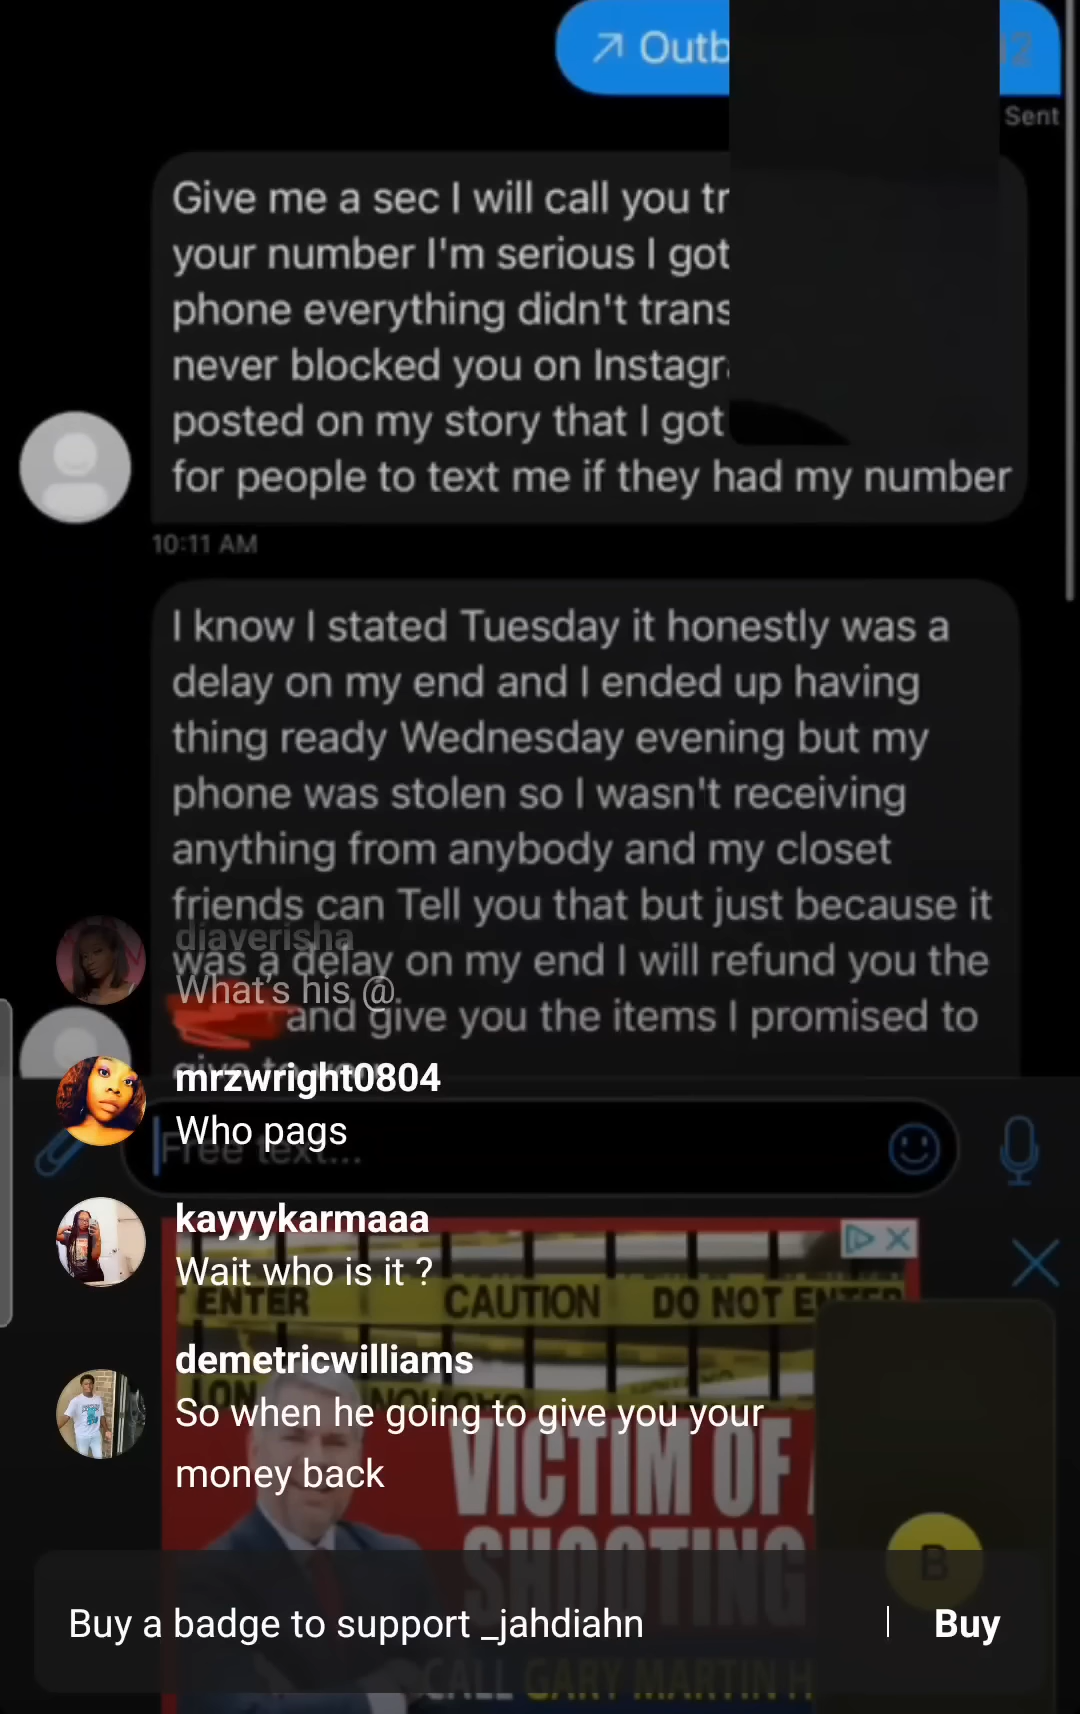 Outb
Sent
Give me a sec I will call you tr
your number I'm serious I got
phone everything didn't trans
never blocked you on Instagr
posted on my story that I got
for people to text me if they had my number
10:11 AM
I know I stated Tuesday it honestly was a
delay on my end and I ended up having
thing ready Wednesday evening but my
phone was stolen so I wasn't receiving
anything from anybody and my closet
friends can Tell you that but just because it
was a delay on my end I will refund you the
and give you the items I promised to
diaverisha
What's his @
mrzwright0804
Who pags
Free text...
kayyykarmaaa
Wait who is it ?
ENTER CAUTION DO NOT ENTER
demetricwilliams
So when he going to give you your
money back
VICTIM OF
SHOOTING
B
Buy a badge to support _jahdiahn
Buy
CALL GARY MARTIN H